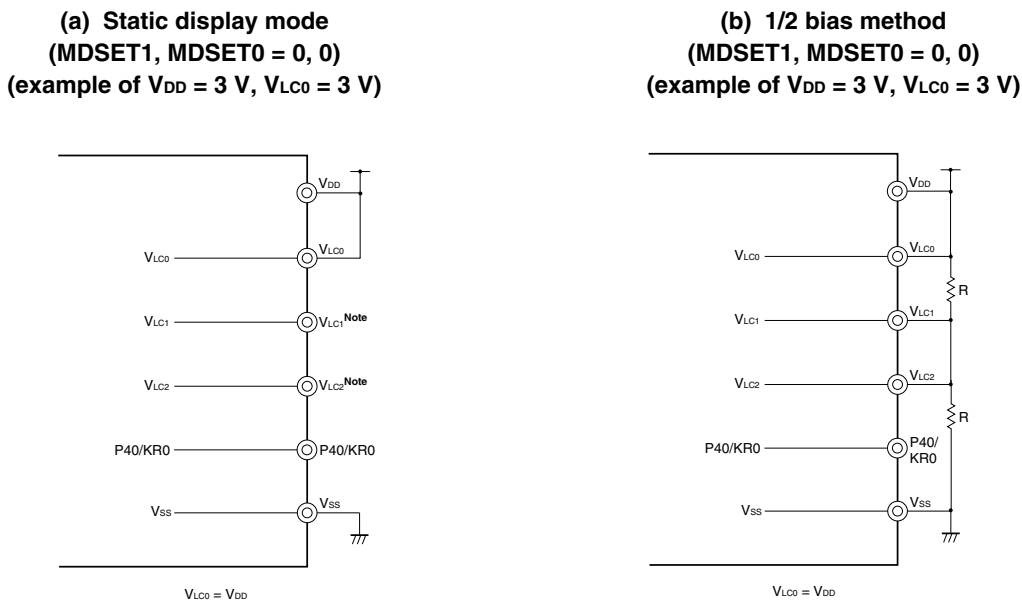 (a) Static display mode
(MDSET1, MDSET0 = 0, 0)
(example of VDD = 3 V, VLC0 = 3 V)
VDD
VLC0
VLC0
VLC1
VLC1Note
VLC2
VLC2Note
P40/KR0
P40/KR0
VSS
VSS
VLC0 = VDD
(b) 1/2 bias method
(MDSET1, MDSET0 = 0, 0)
(example of VDD = 3 V, VLC0 = 3 V)
VDD
VLC0
VLC0
R
VLC1
VLC1
VLC2
VLC2
R
P40/KR0
P40/
KR0
VSS
VSS
VLC0 = VDD